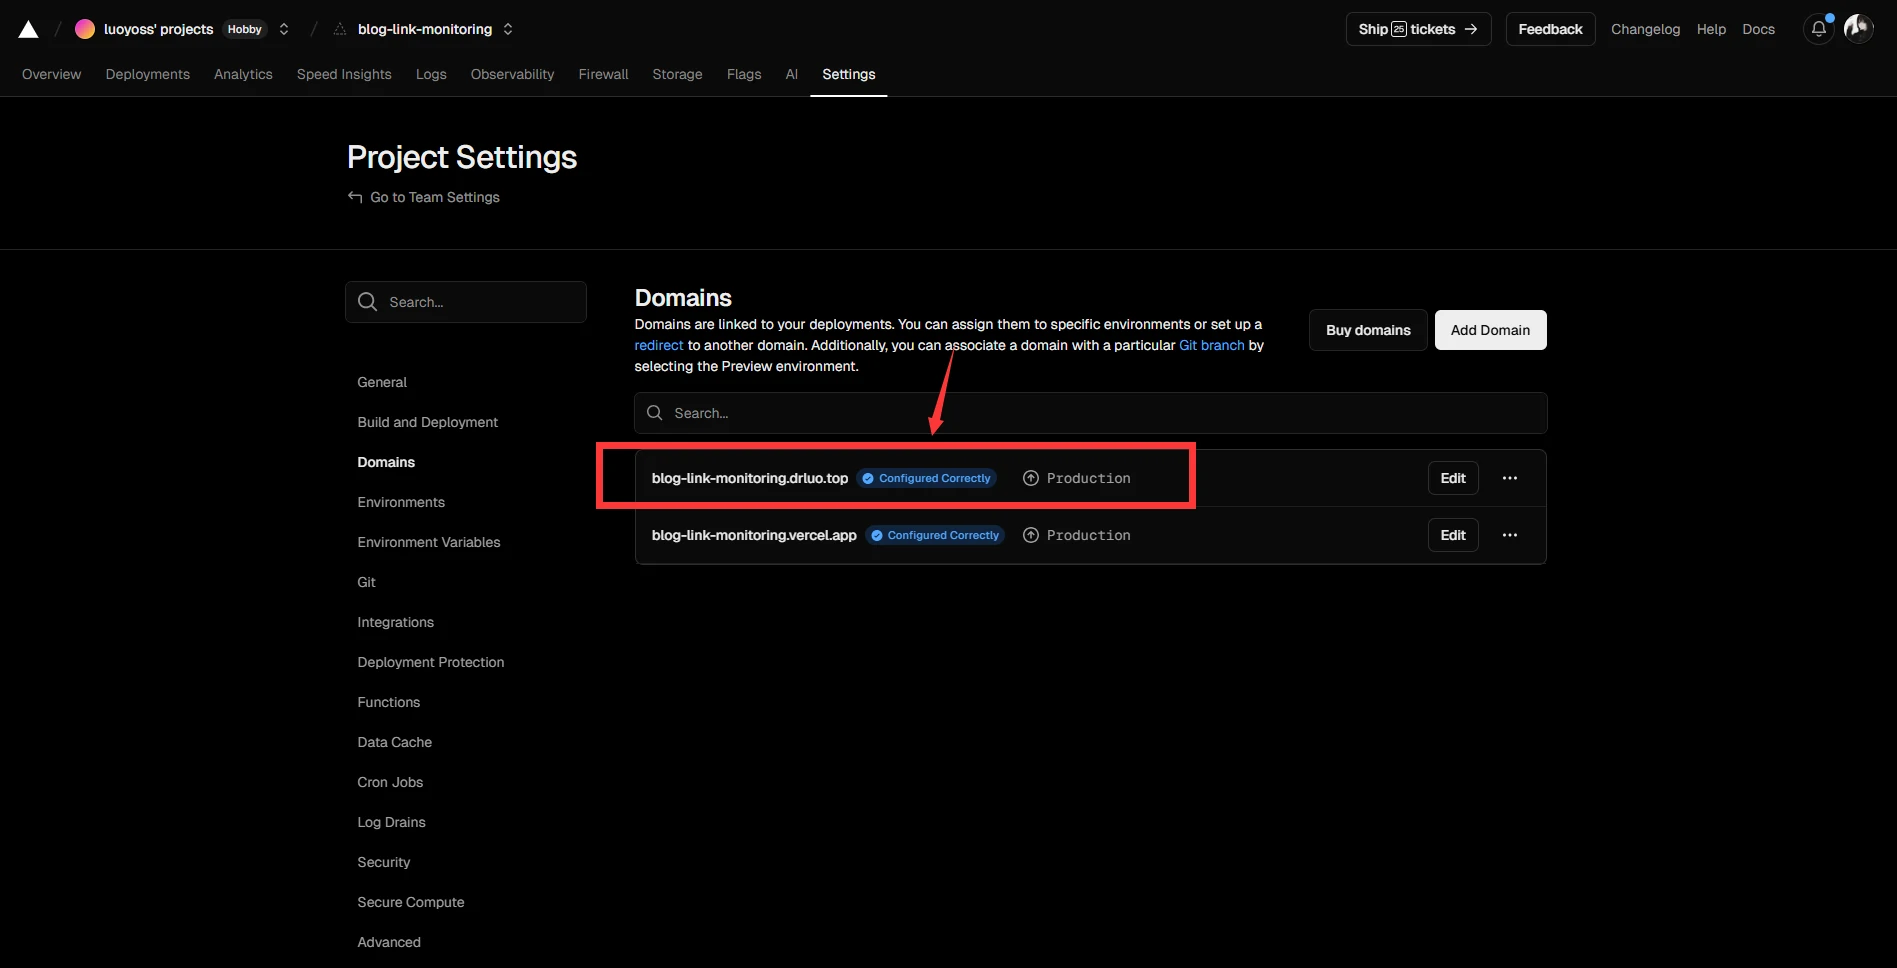 luoyoss' projects Hobby blog-link-monitoring Ship 25 tickets → Feedback Changelog Help Docs
Overview Deployments Analytics Speed Insights Logs Observability Firewall Storage Flags AI Settings
Project Settings
Go to Team Settings
Search...
General
Build and Deployment
Domains
Environments
Environment Variables
Git
Integrations
Deployment Protection
Functions
Data Cache
Cron Jobs
Log Drains
Security
Secure Compute
Advanced
Domains
Domains are linked to your deployments. You can assign them to specific environments or set up a
redirect to another domain. Additionally, you can associate a domain with a particular Git branch by
selecting the Preview environment.
Buy domains Add Domain
Search...
blog-link-monitoring.drluo.top Configured Correctly Production Edit
blog-link-monitoring.vercel.app Configured Correctly Production Edit